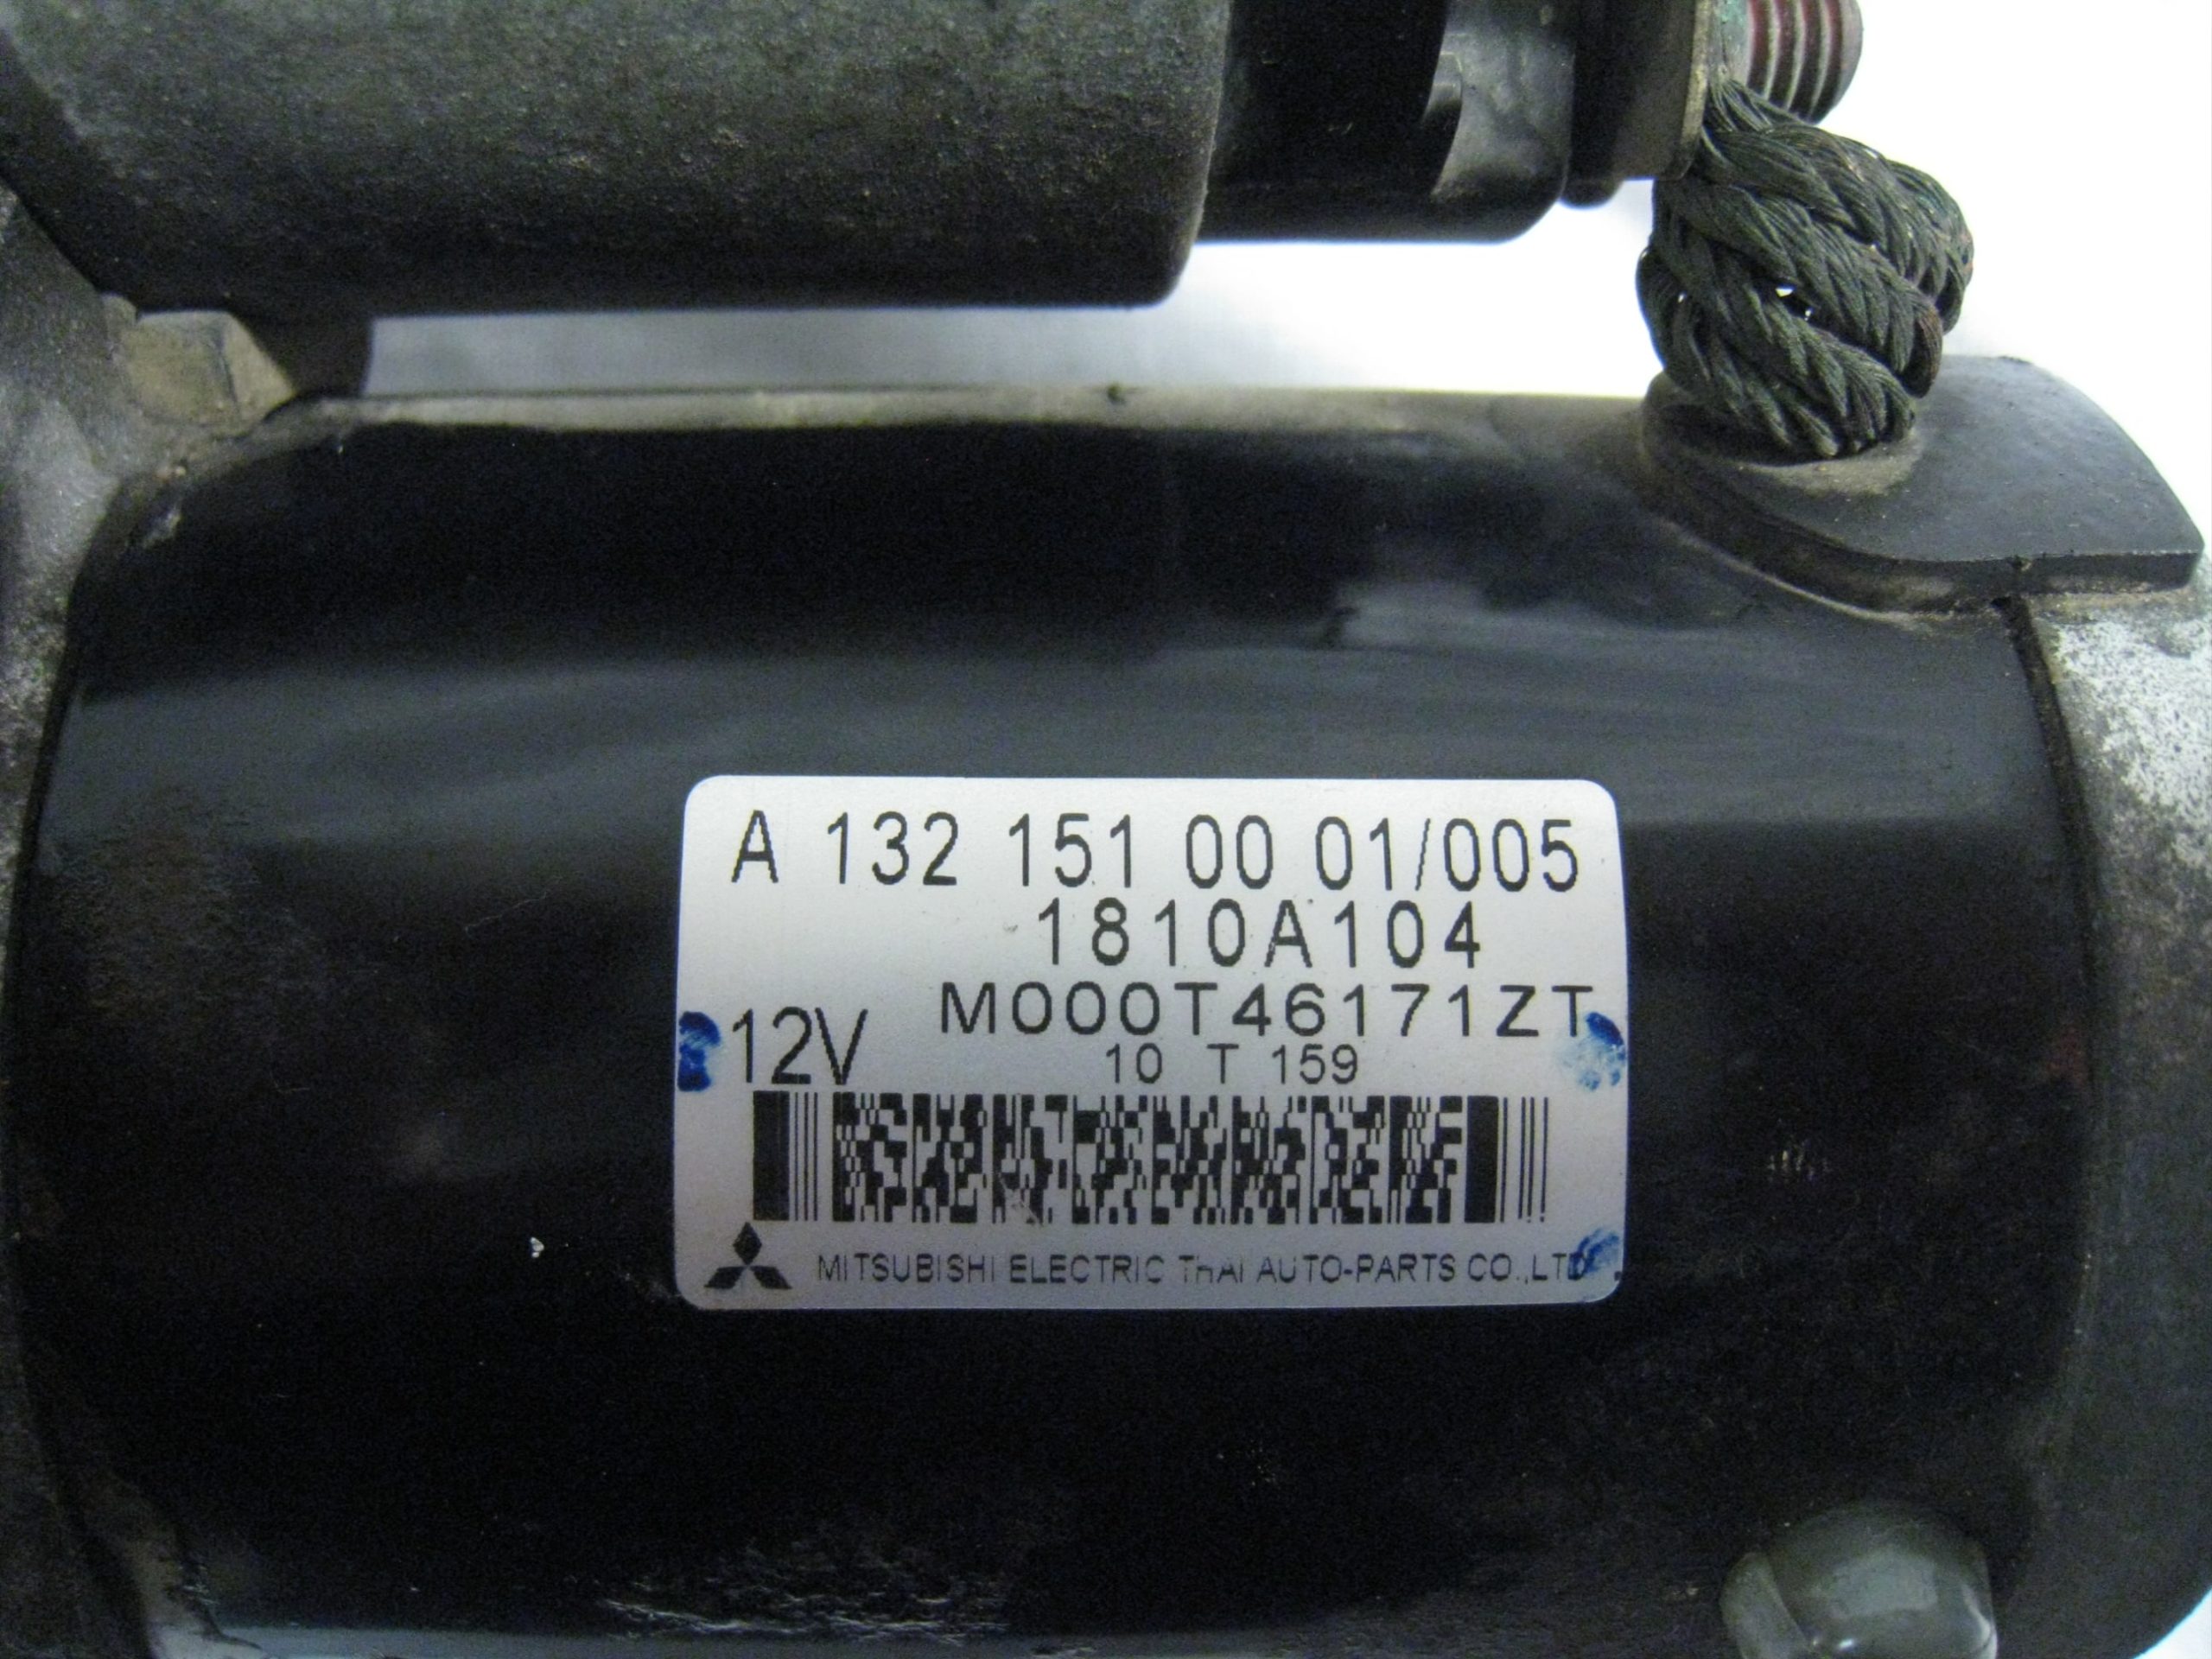 A 132 151 00 01/005
1810A104
M000T46171ZT
12V
10 T 159
MITSUBISHI ELECTRIC THAI AUTO-PARTS CO.,LTD.